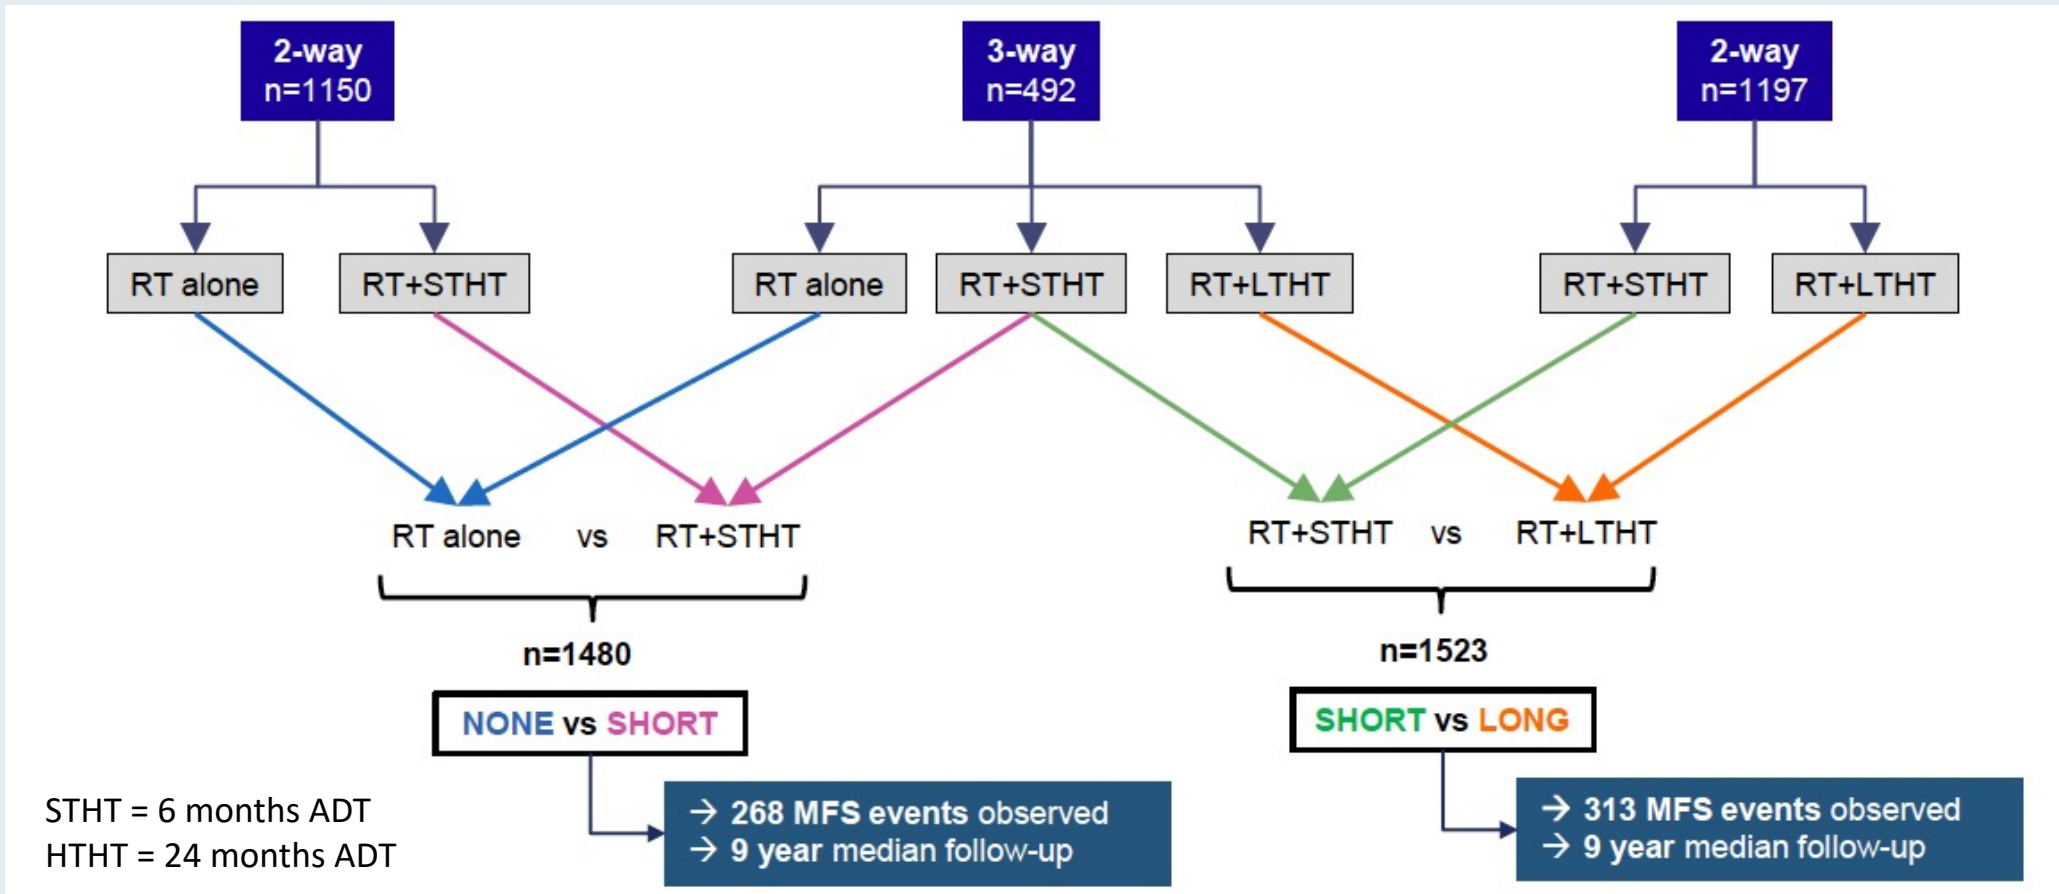 2-way
n=1150
3-way
n=492
2-way
n=1197
RT alone
RT+STHT
RT alone
RT+STHT
RT+LTHT
RT+STHT
RT+LTHT
RT alone vs RT+STHT
RT+STHT vs RT+LTHT
n=1480
n=1523
NONE vs SHORT
SHORT vs LONG
→ 268 MFS events observed
→ 9 year median follow-up
→ 313 MFS events observed
→ 9 year median follow-up
STHT = 6 months ADT
HTHT = 24 months ADT